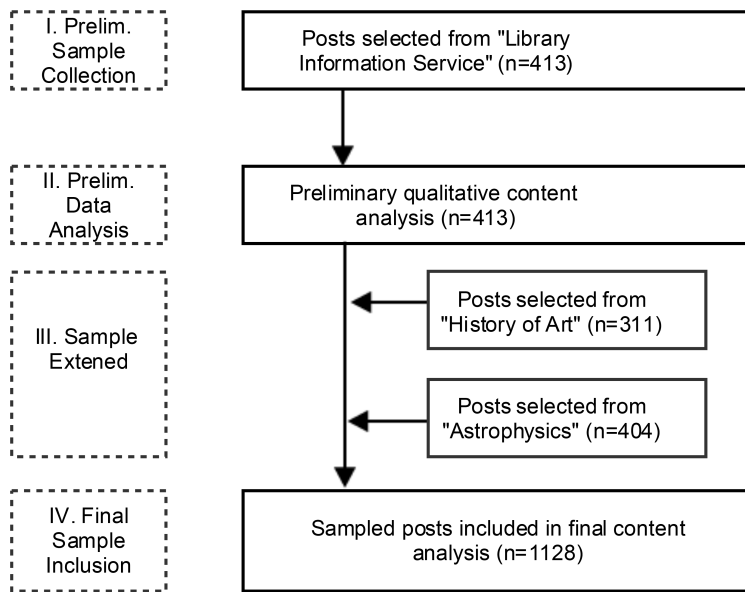 I. Prelim.
Sample
Collection
Posts selected from "Library
Information Service" (n=413)
II. Prelim.
Data
Analysis
Preliminary qualitative content
analysis (n=413)
III. Sample
Extened
Posts selected from
"History of Art" (n=311)
Posts selected from
"Astrophysics" (n=404)
IV. Final
Sample
Inclusion
Sampled posts included in final content
analysis (n=1128)